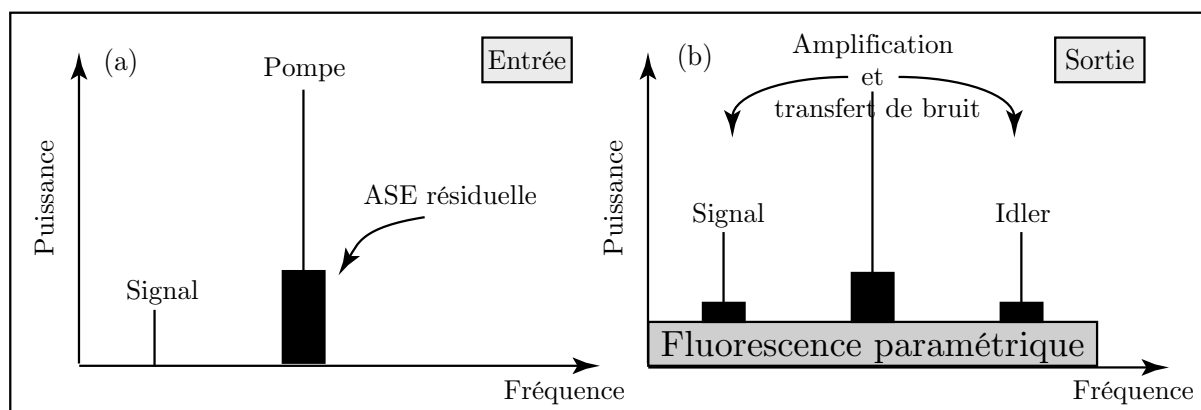 (a)
Entrée
Pompe
Puissance
ASE résiduelle
Signal
Fréquence
(b)
Amplification
et
transfert de bruit
Sortie
Puissance
Signal
Idler
Fluorescence paramétrique
Fréquence